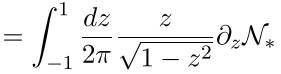 $= \int_{-1}^{1} \frac{dz}{2\pi} \frac{z}{\sqrt{1-z^2}} \partial_z \mathcal{N}_*$